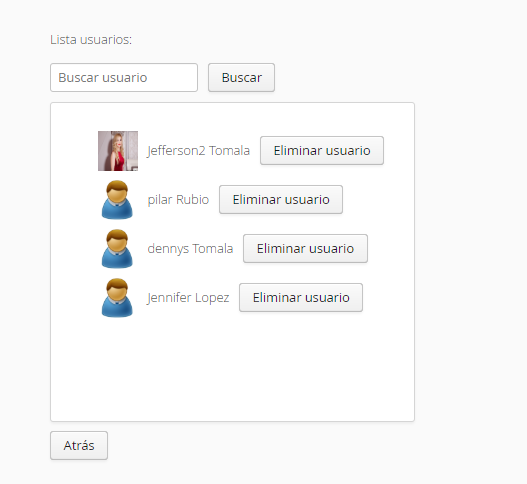 Lista usuarios:
Buscar usuario Buscar
Jefferson2 Tomala Eliminar usuario
pilar Rubio Eliminar usuario
dennys Tomala Eliminar usuario
Jennifer Lopez Eliminar usuario
Atrás